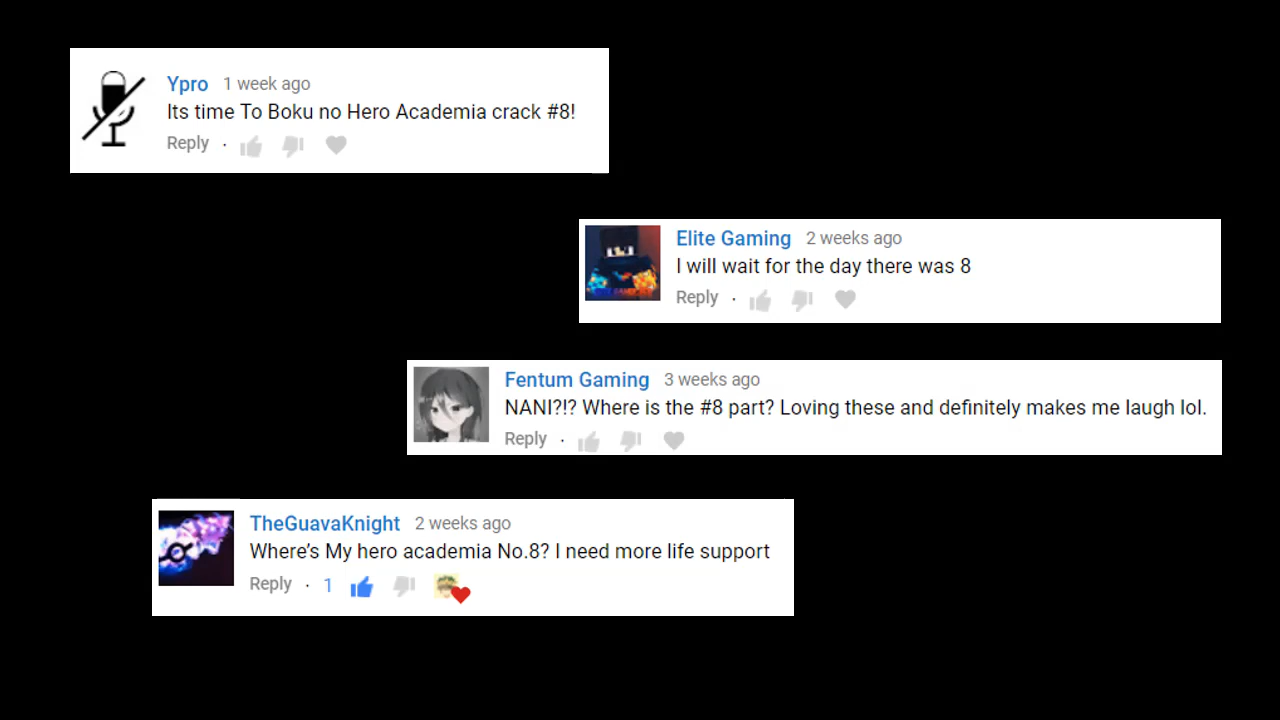 Ypro 1 week ago
Its time To Boku no Hero Academia crack #8!
Reply ·
Elite Gaming 2 weeks ago
I will wait for the day there was 8
Reply ·
Fentum Gaming 3 weeks ago
NANI?!? Where is the #8 part? Loving these and definitely makes me laugh lol.
Reply ·
TheGuavaKnight 2 weeks ago
Where's My hero academia No.8? I need more life support
Reply · 1